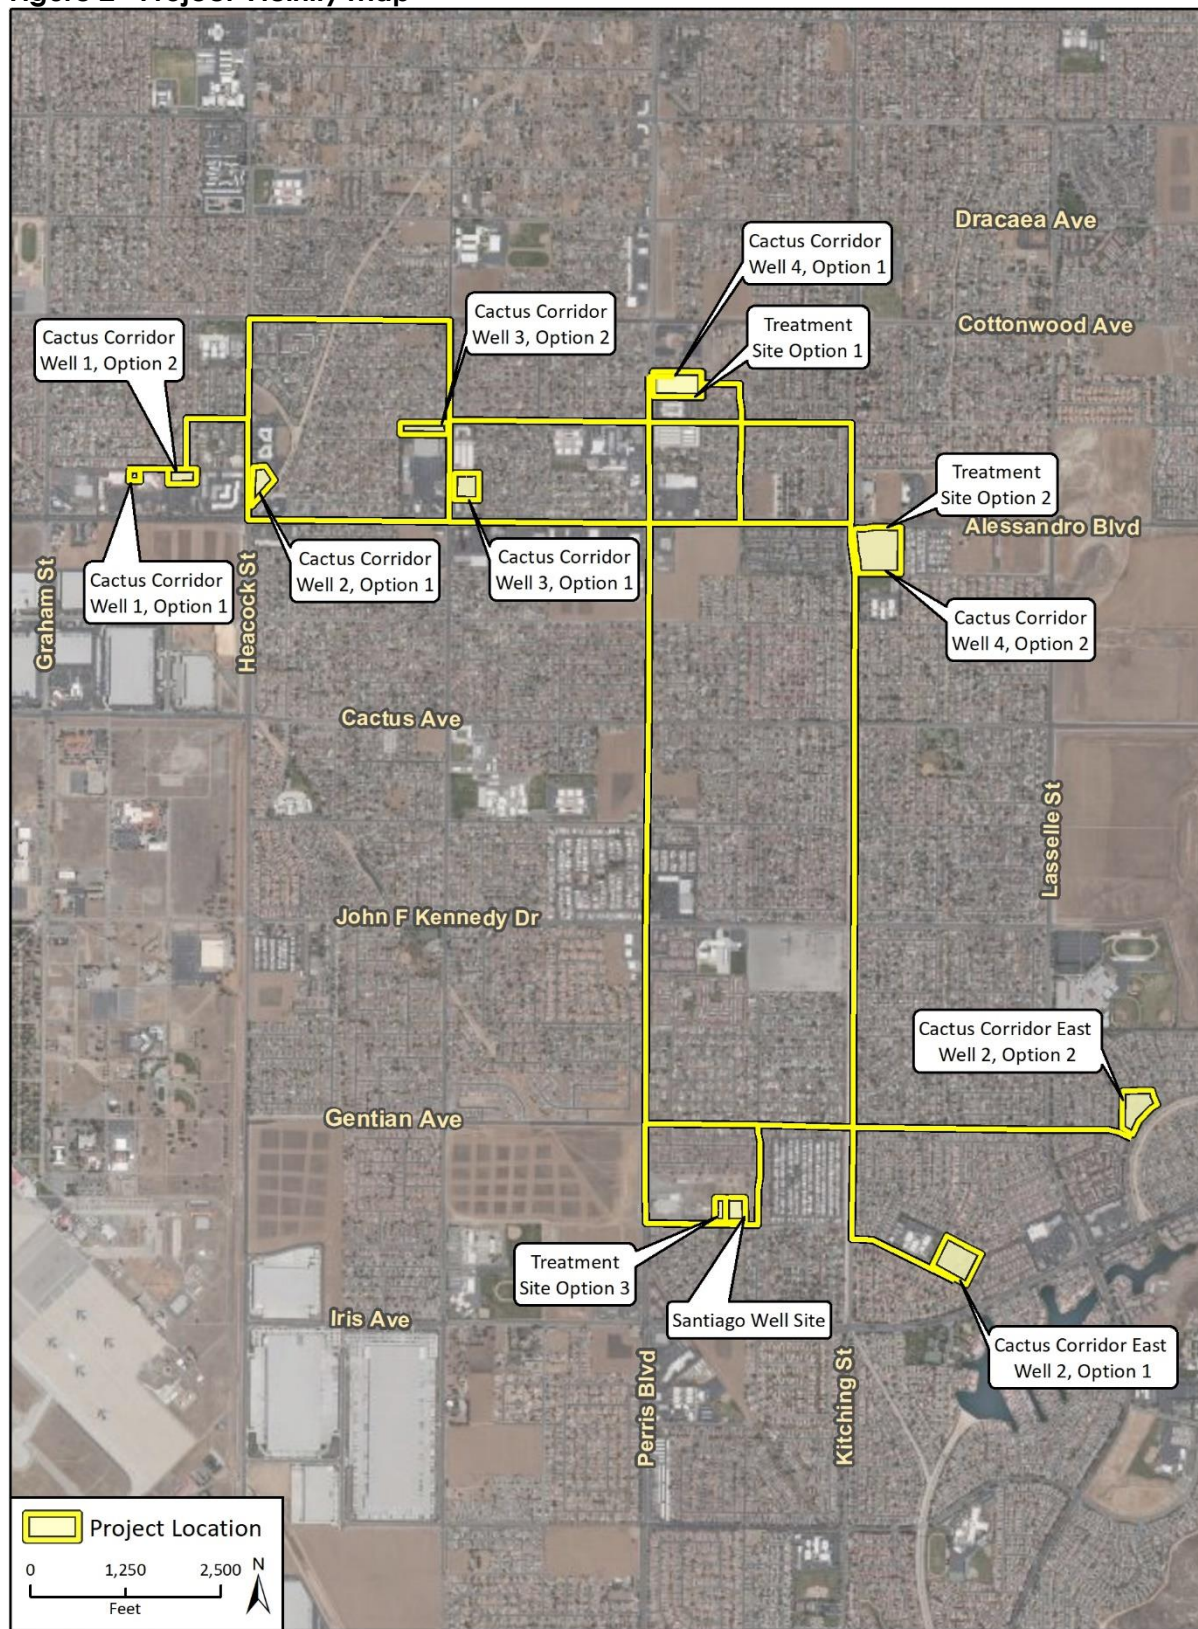 Figure 2 Project Vicinity Map
Dracaea Ave
Cactus Corridor
Well 4, Option 1
Cactus Corridor
Well 3, Option 2
Treatment
Site Option 1
Cottonwood Ave
Cactus Corridor
Well 1, Option 2
Treatment
Site Option 2
Alessandro Blvd
Graham St
Cactus Corridor
Well 1, Option 1
Heacock St
Cactus Corridor
Well 2, Option 1
Cactus Corridor
Well 3, Option 1
Cactus Corridor
Well 4, Option 2
Cactus Ave
Lasselle St
John F Kennedy Dr
Cactus Corridor East
Well 2, Option 2
Gentian Ave
Treatment
Site Option 3
Santiago Well Site
Iris Ave
Cactus Corridor East
Well 2, Option 1
Perris Blvd
Kitching St
Project Location
0 1,250 2,500
Feet
N